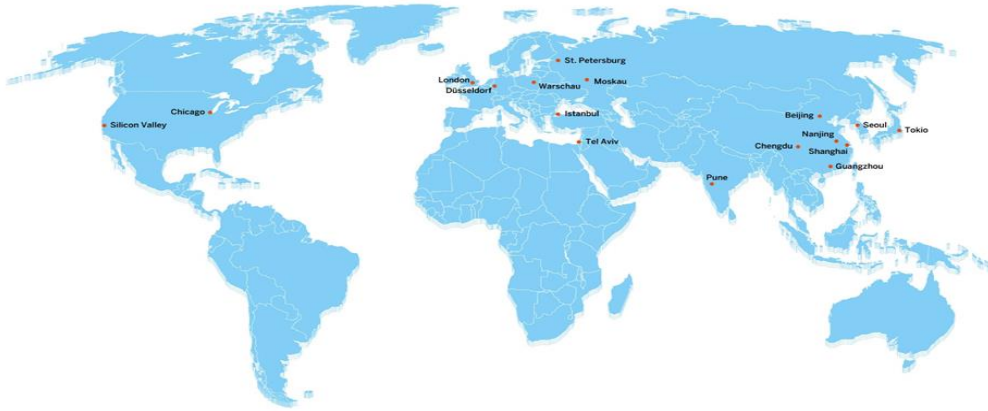 St. Petersburg
London
Moskau
Düsseldorf
Warschau
Chicago
Istanbul
Beijing
Silicon Valley
Seoul
Tokio
Nanjing
Tel Aviv
Chengdu
Shanghai
Guangzhou
Pune